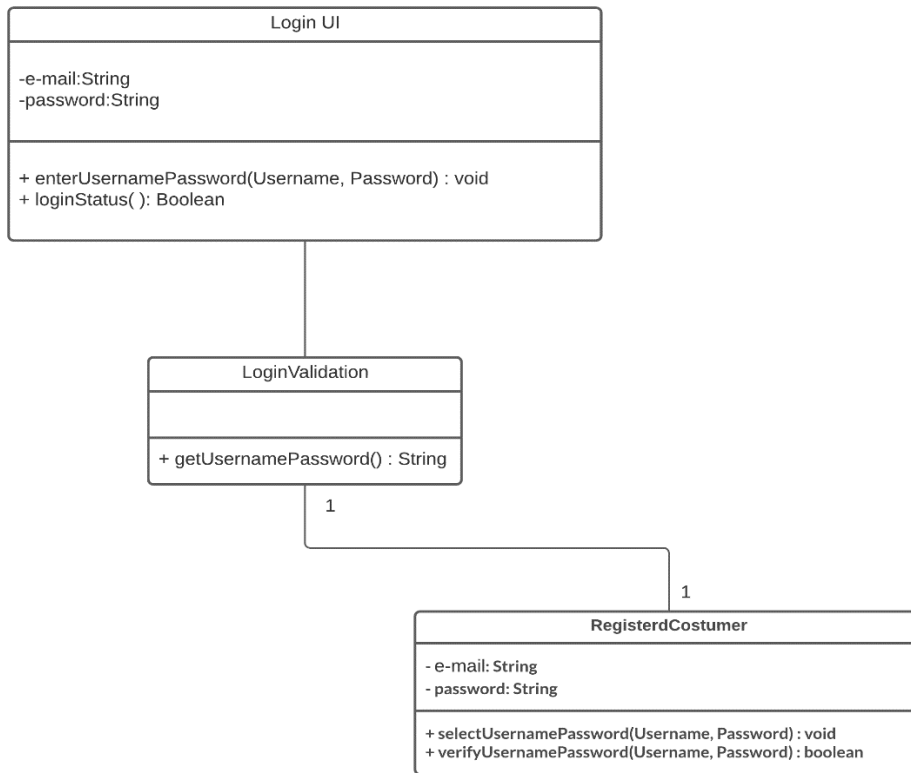 Login UI
-e-mail:String
-password:String
+ enterUsernamePassword(Username, Password) : void
+ loginStatus( ): Boolean
LoginValidation
+ getUsernamePassword() : String
1
1
RegisterdCostumer
- e-mail: String
- password: String
+ selectUsernamePassword(Username, Password) : void
+ verifyUsernamePassword(Username, Password) : boolean